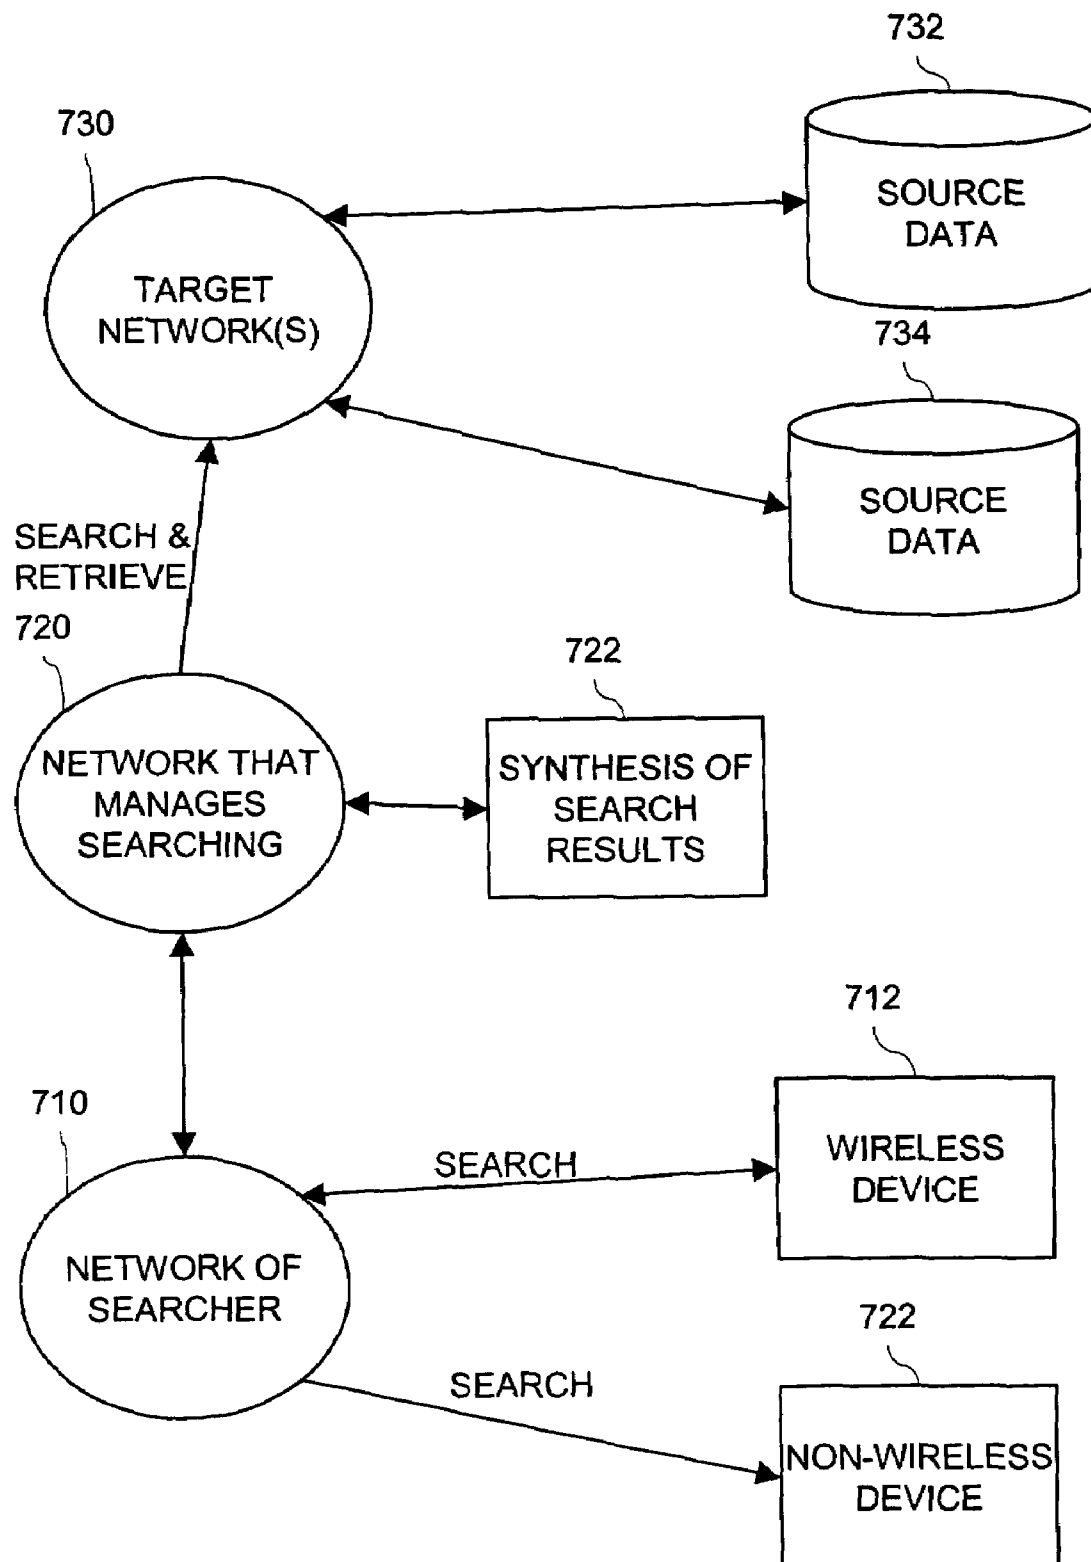 732
730
SOURCE
DATA
TARGET
NETWORK(S)
734
SOURCE
DATA
SEARCH &
RETRIEVE
720
722
NETWORK THAT
MANAGES
SEARCHING
SYNTHESIS OF
SEARCH
RESULTS
712
710
SEARCH
WIRELESS
DEVICE
NETWORK OF
SEARCHER
722
SEARCH
NON-WIRELESS
DEVICE